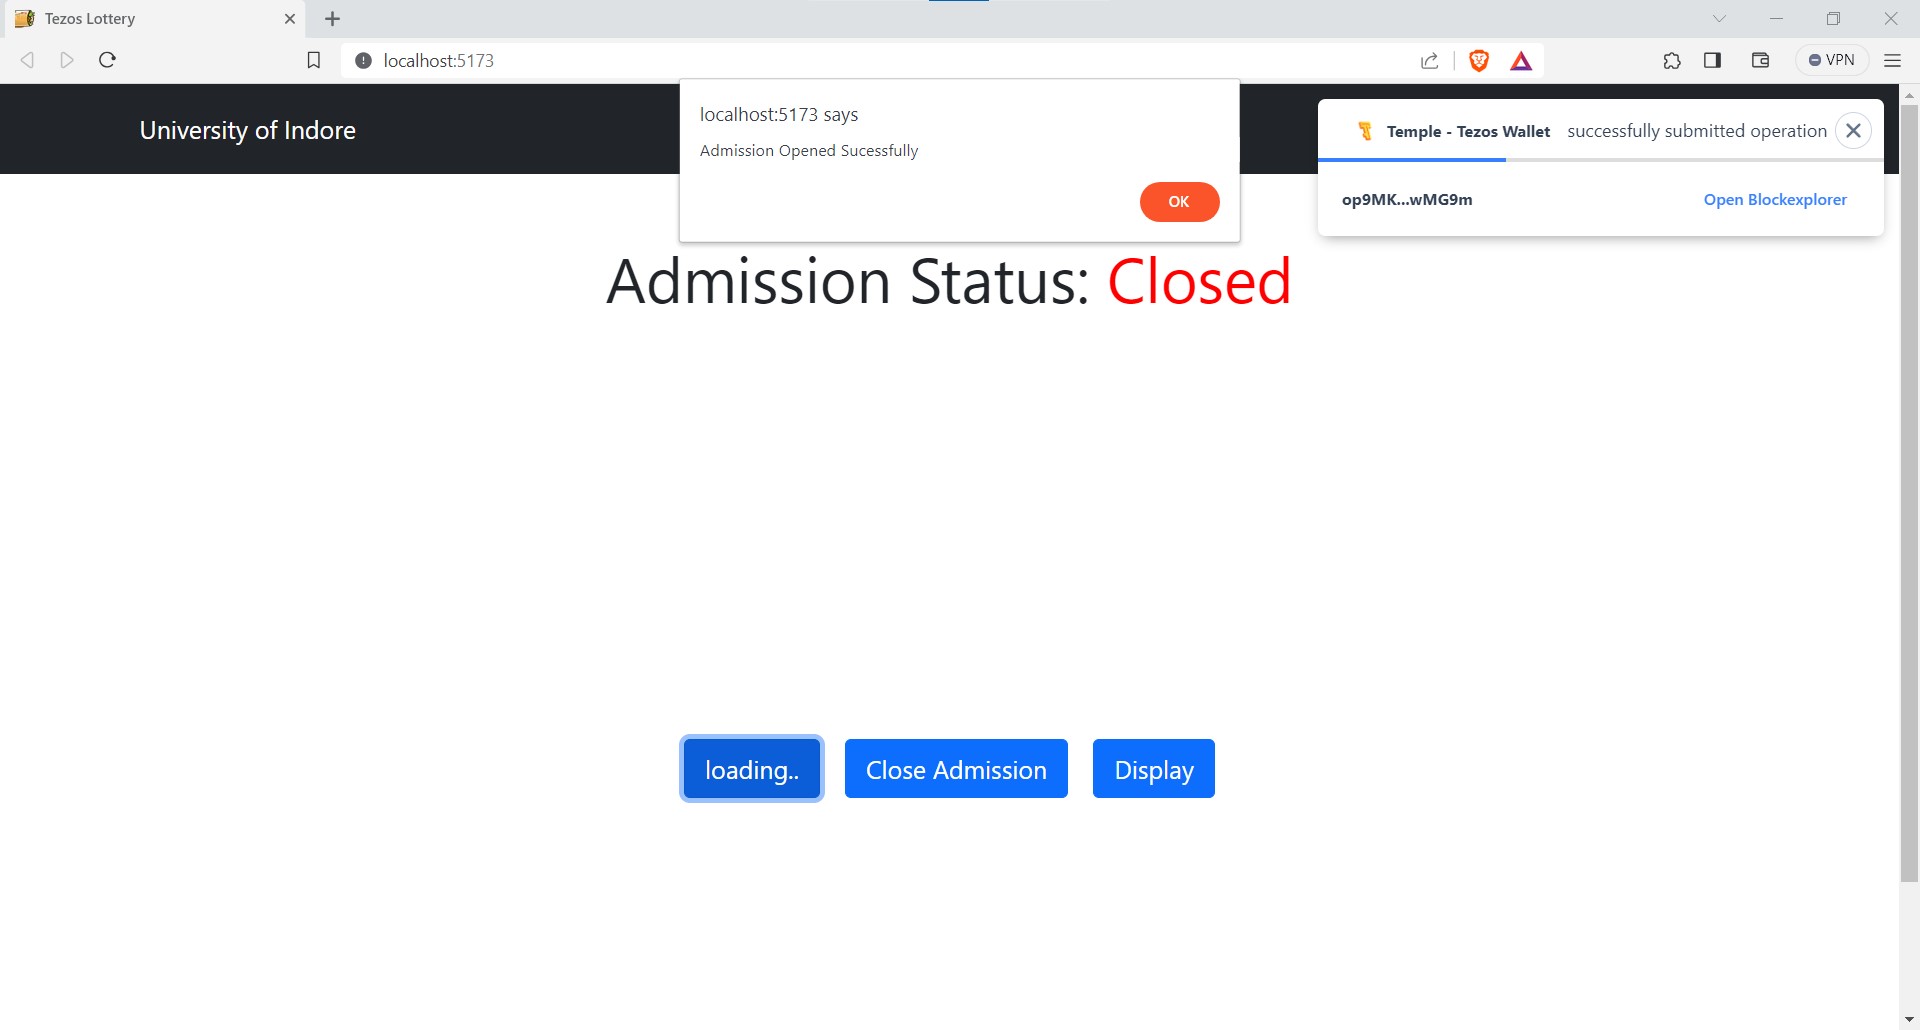 Tezos Lottery
localhost:5173
VPN
University of Indore
localhost:5173 says
Admission Opened Sucessfully
OK
Temple - Tezos Wallet successfully submitted operation
op9MK...wMG9m Open Blockexplorer
Admission Status: Closed
loading.. Close Admission Display